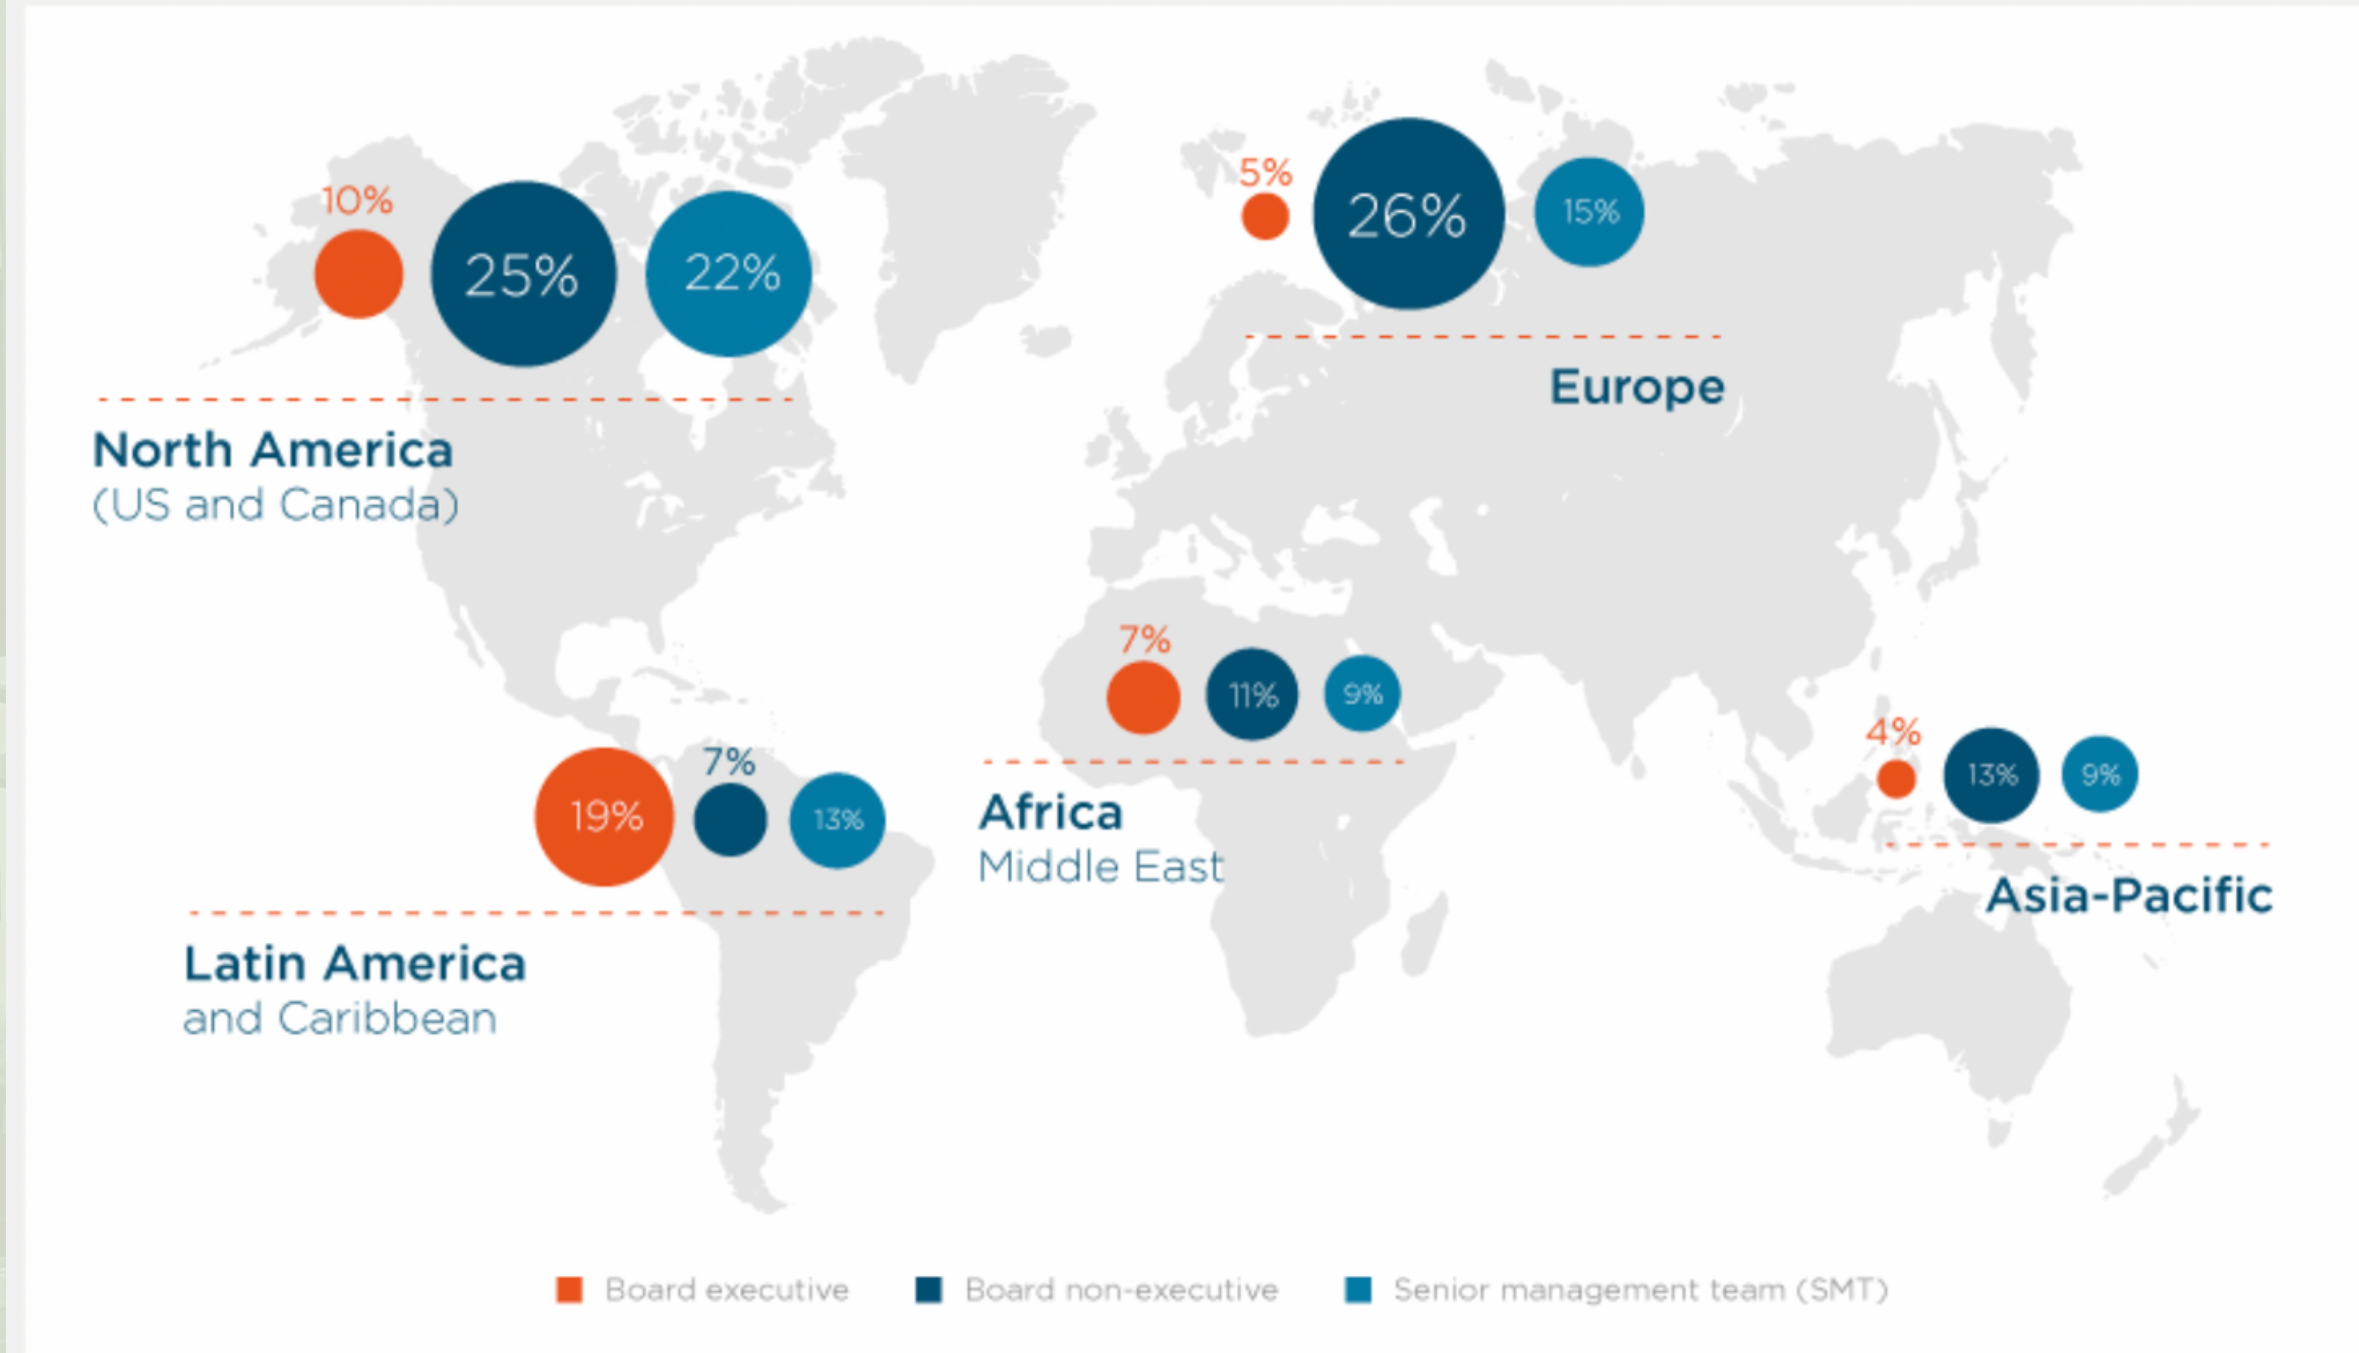 10%
25%
22%
North America
(US and Canada)
5%
26%
15%
Europe
7%
11%
9%
Africa
Middle East
19%
7%
13%
Latin America
and Caribbean
4%
13%
9%
Asia-Pacific
Board executive
Board non-executive
Senior management team (SMT)